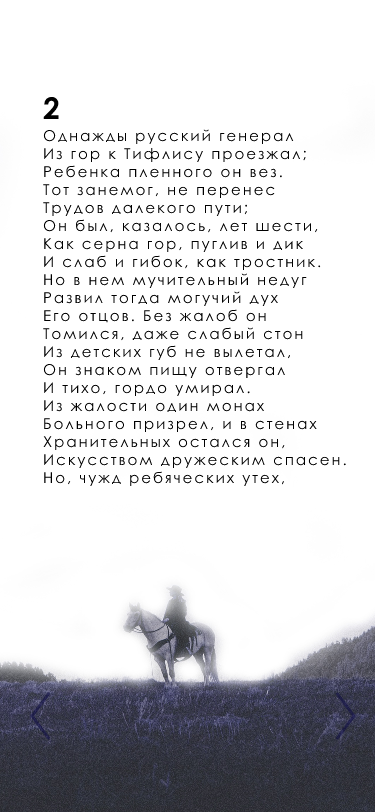 2
Однажды русский генерал
Из гор к Тифлису проезжал;
Ребенка пленного он вез.
Тот занемог, не перенес
Трудов далекого пути;
Он был, казалось, лет шести,
Как серна гор, пуглив и дик
И слаб и гибок, как тростник.
Но в нем мучительный недуг
Развил тогда могучий дух
Его отцов. Без жалоб он
Томился, даже слабый стон
Из детских губ не вылетал,
Он знаком пищу отвергал
И тихо, гордо умирал.
Из жалости один монах
Больного призрел, и в стенах
Хранительных остался он,
Искусством дружеским спасен.
Но, чужд ребяческих утех,